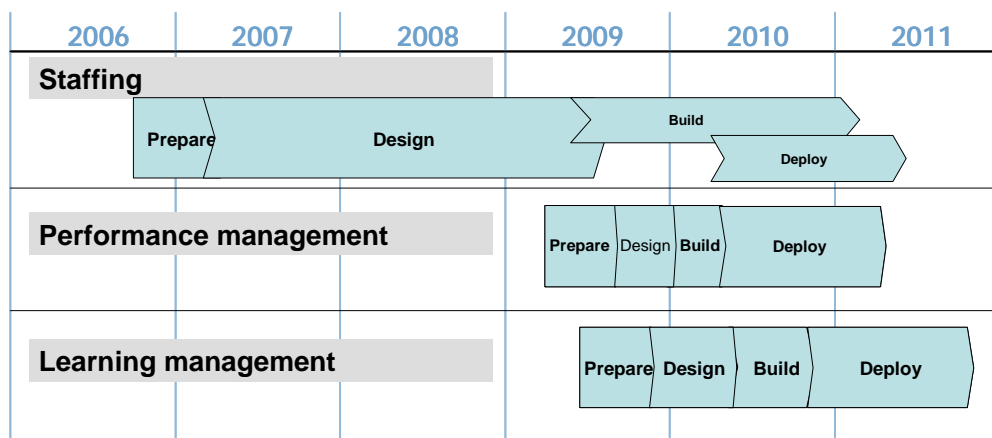 2006 2007 2008 2009 2010 2011
Staffing
Prepare Design Build
Deploy
Performance management
Prepare Design Build Deploy
Learning management
Prepare Design Build Deploy